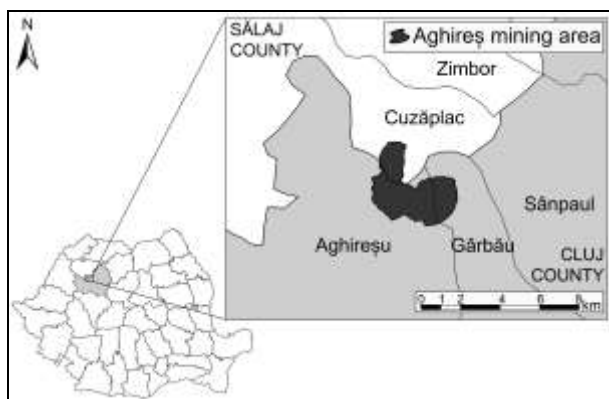 N
SĂLAJ
COUNTY
Aghireș mining area
Zimbor
Cuzăplac
Sânpaul
Aghireșu
Gârbău
CLUJ
COUNTY
0 1 2 4 6 8
km